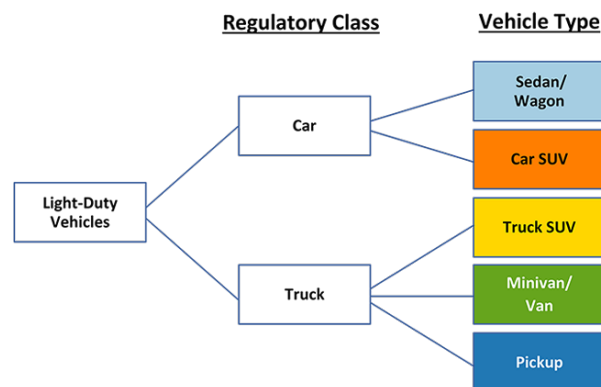 Regulatory Class
Vehicle Type
Sedan/
Wagon
Car
Car SUV
Light-Duty
Vehicles
Truck SUV
Truck
Minivan/
Van
Pickup